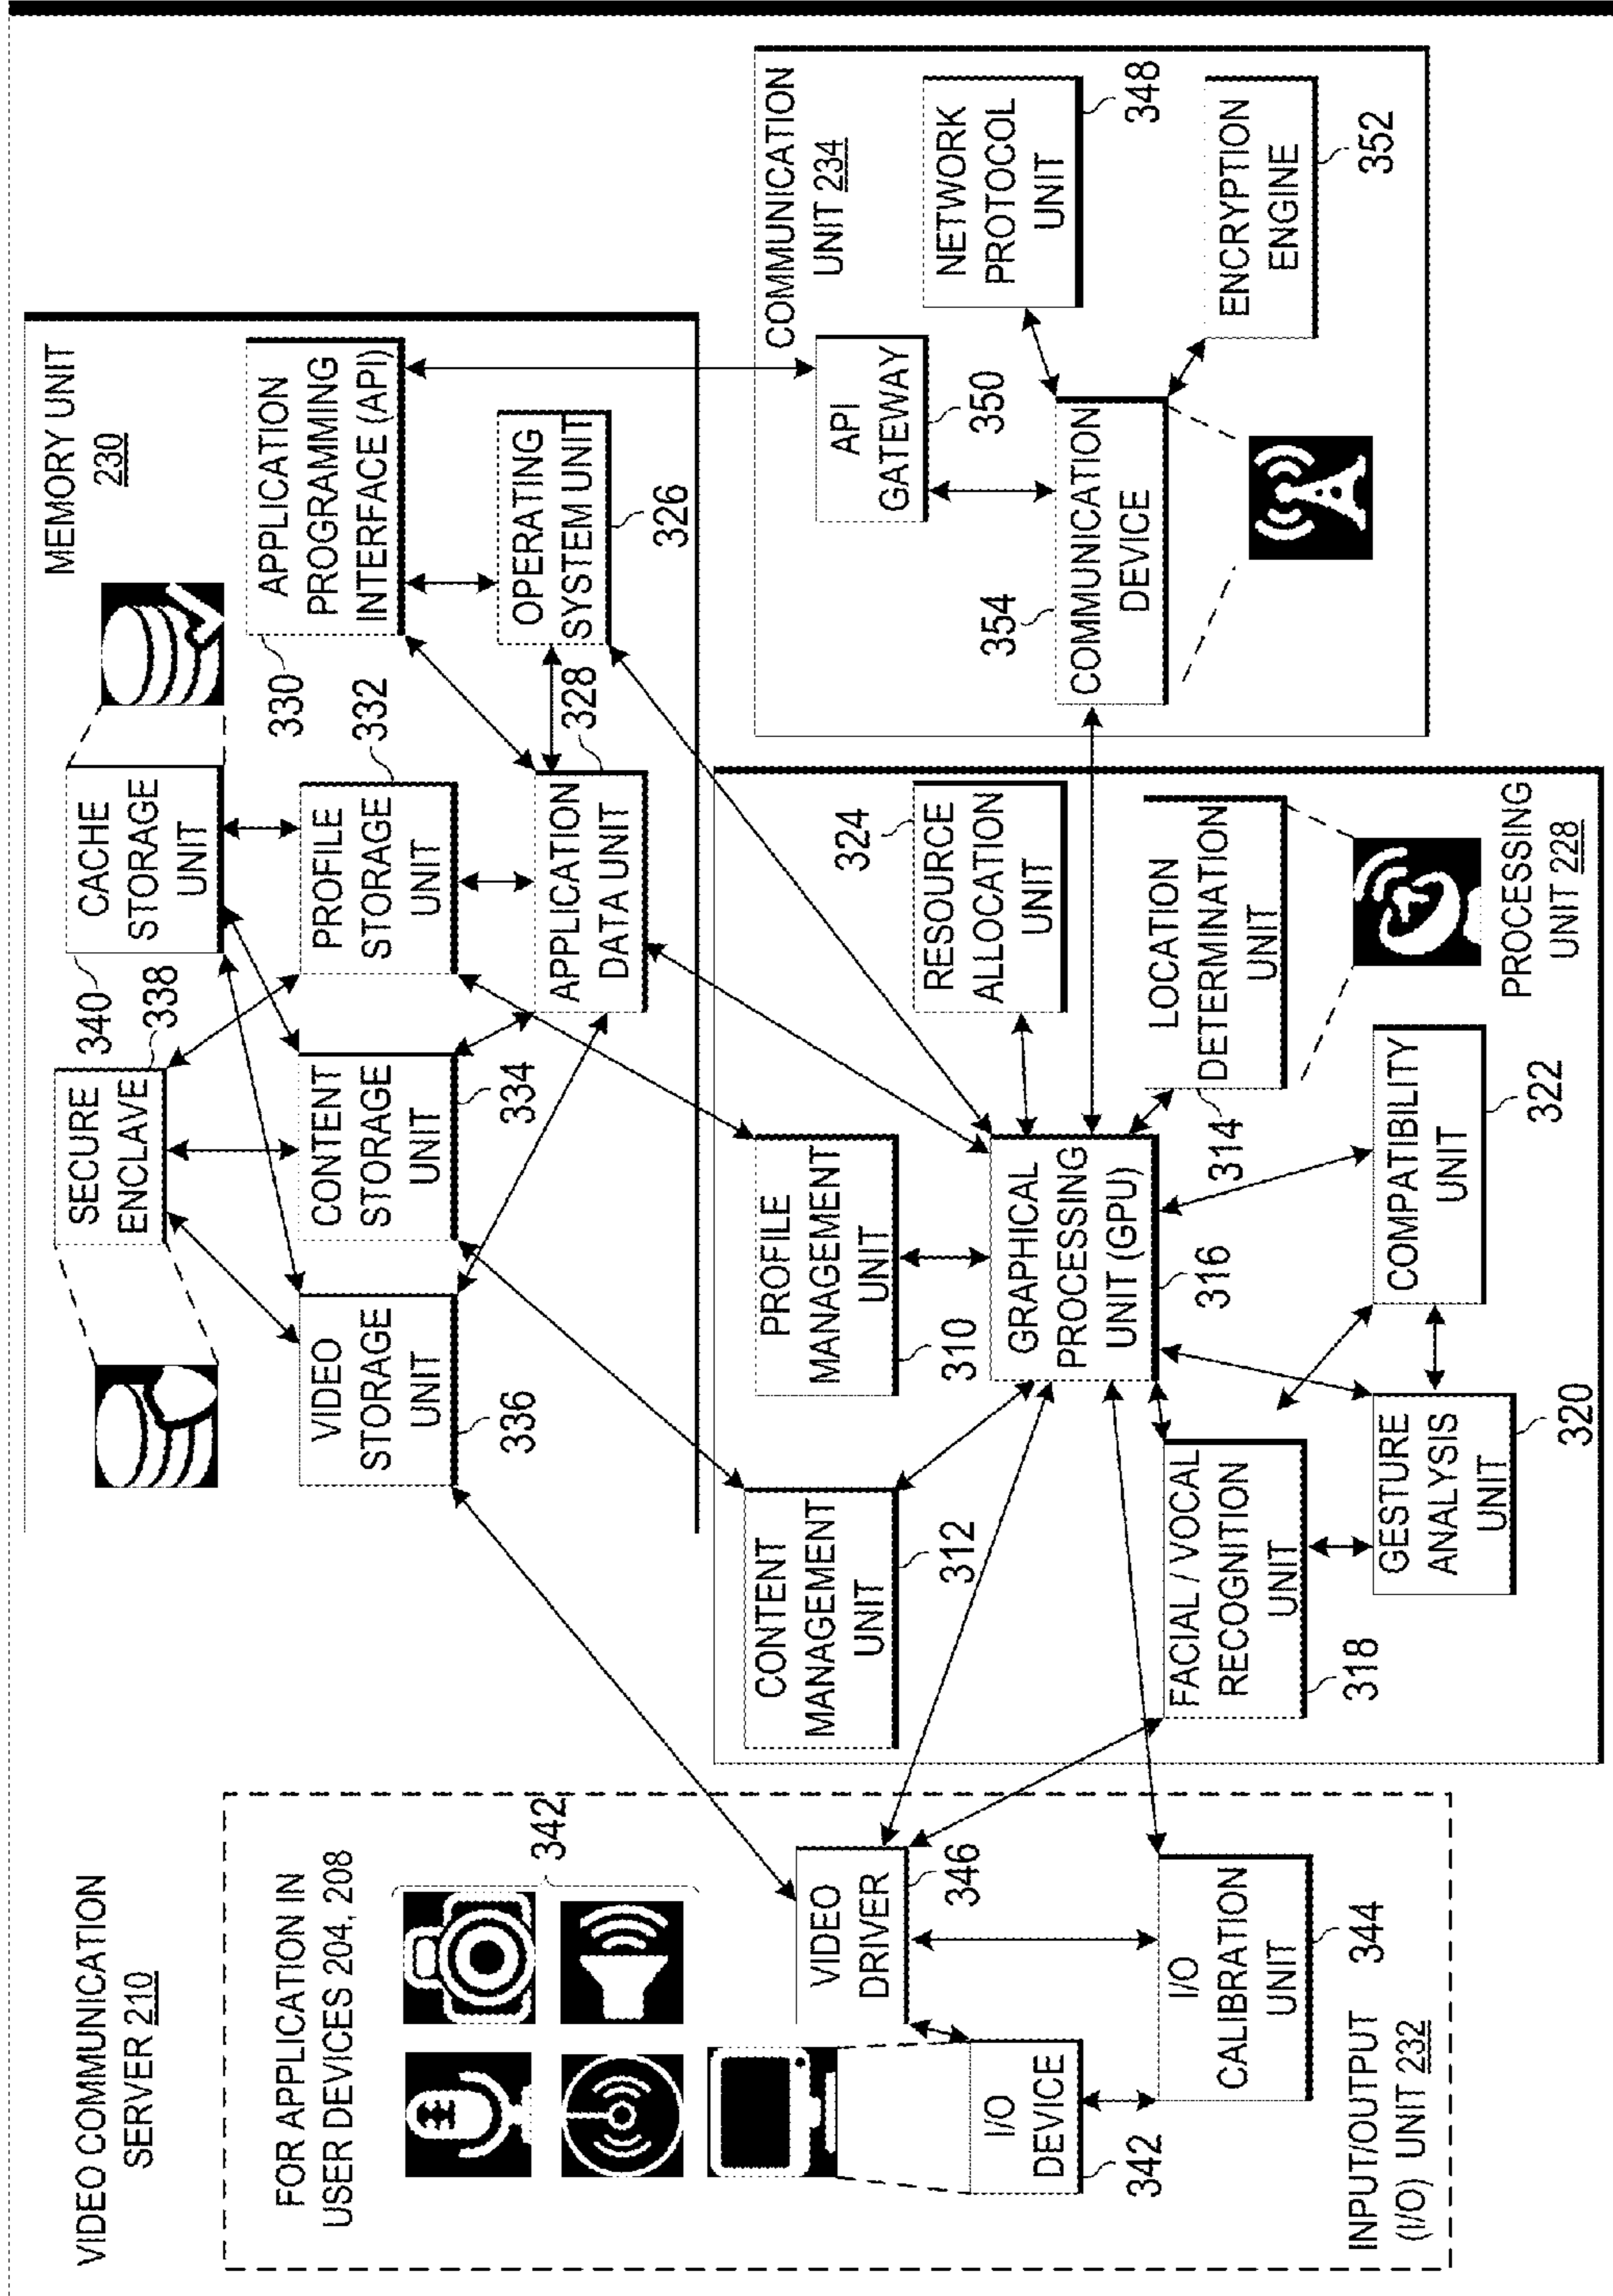 VIDEO COMMUNICATION
SERVER 210
FOR APPLICATION IN
USER DEVICES 204, 208
342
VIDEO
DRIVER
346
I/O
DEVICE
342
I/O
CALIBRATION
UNIT
344
INPUT/OUTPUT
(I/O) UNIT 232
MEMORY UNIT
230
SECURE
ENCLAVE
338
CACHE
STORAGE
UNIT
340
VIDEO
STORAGE
UNIT
336
CONTENT
STORAGE
UNIT
334
PROFILE
STORAGE
UNIT
332
APPLICATION
PROGRAMING
INTERFACE (API)
330
APPLICATION
DATA UNIT
328
OPERATING
SYSTEM UNIT
326
CONTENT
MANAGEMENT
UNIT
312
PROFILE
MANAGEMENT
UNIT
310
RESOURCE
ALLOCATION
UNIT
324
GRAPHICAL
PROCESSING
UNIT (GPU)
316
LOCATION
DETERMINATION
UNIT
314
FACIAL / VOCAL
RECOGNITION
UNIT
318
GESTURE
ANALYSIS
UNIT
320
COMPATIBILITY
UNIT
322
PROCESSING
UNIT 228
COMMUNICATION
UNIT 234
API
GATEWAY
350
NETWORK
PROTOCOL
UNIT
348
COMMUNICATION
DEVICE
354
ENCRYPTION
ENGINE
352